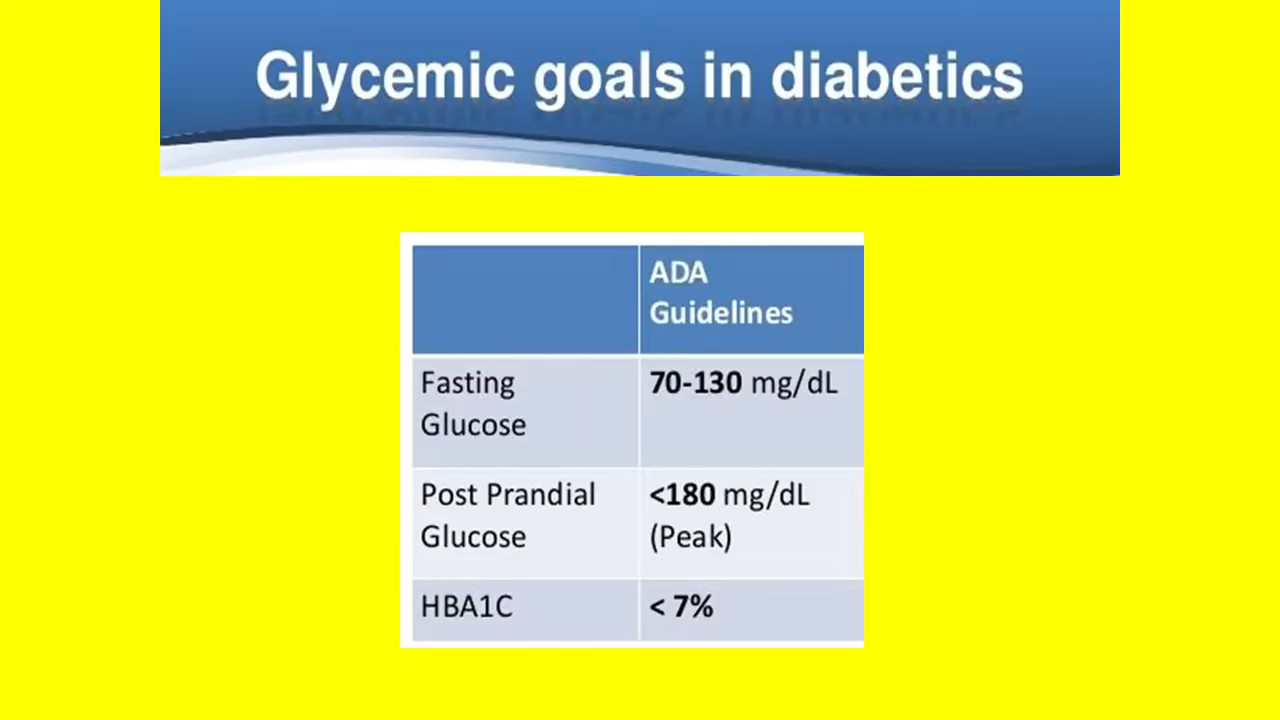 Glycemic goals in diabetics
ADA
Guidelines
Fasting
Glucose
70-130 mg/dL
Post Prandial
Glucose
<180 mg/dL
(Peak)
HBA1C
< 7%